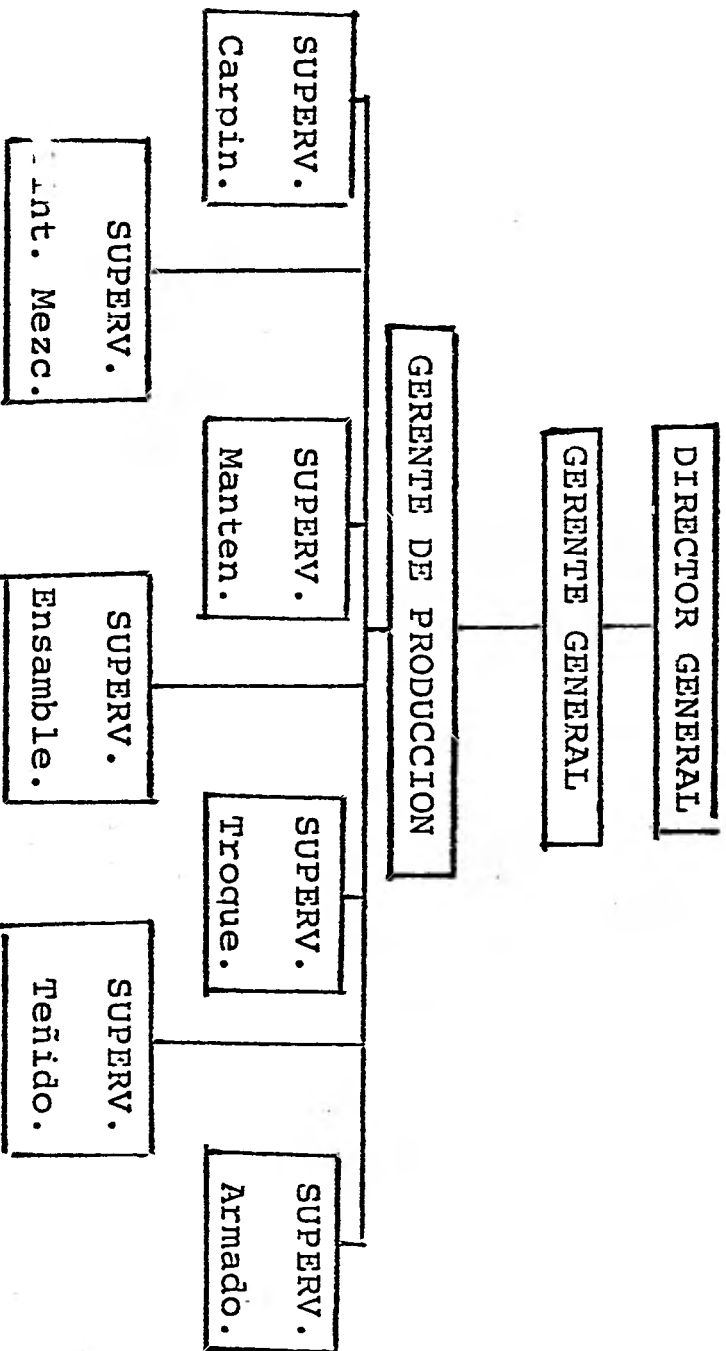 DIRECTOR GENERAL
GERENTE GENERAL
GERENTE DE PRODUCCION
SUPERV.
Carpin.
SUPERV.
Manten.
SUPERV.
Troque.
SUPERV.
Armado.
SUPERV.
Mezc.
SUPERV.
Ensamble.
SUPERV.
Teñido.